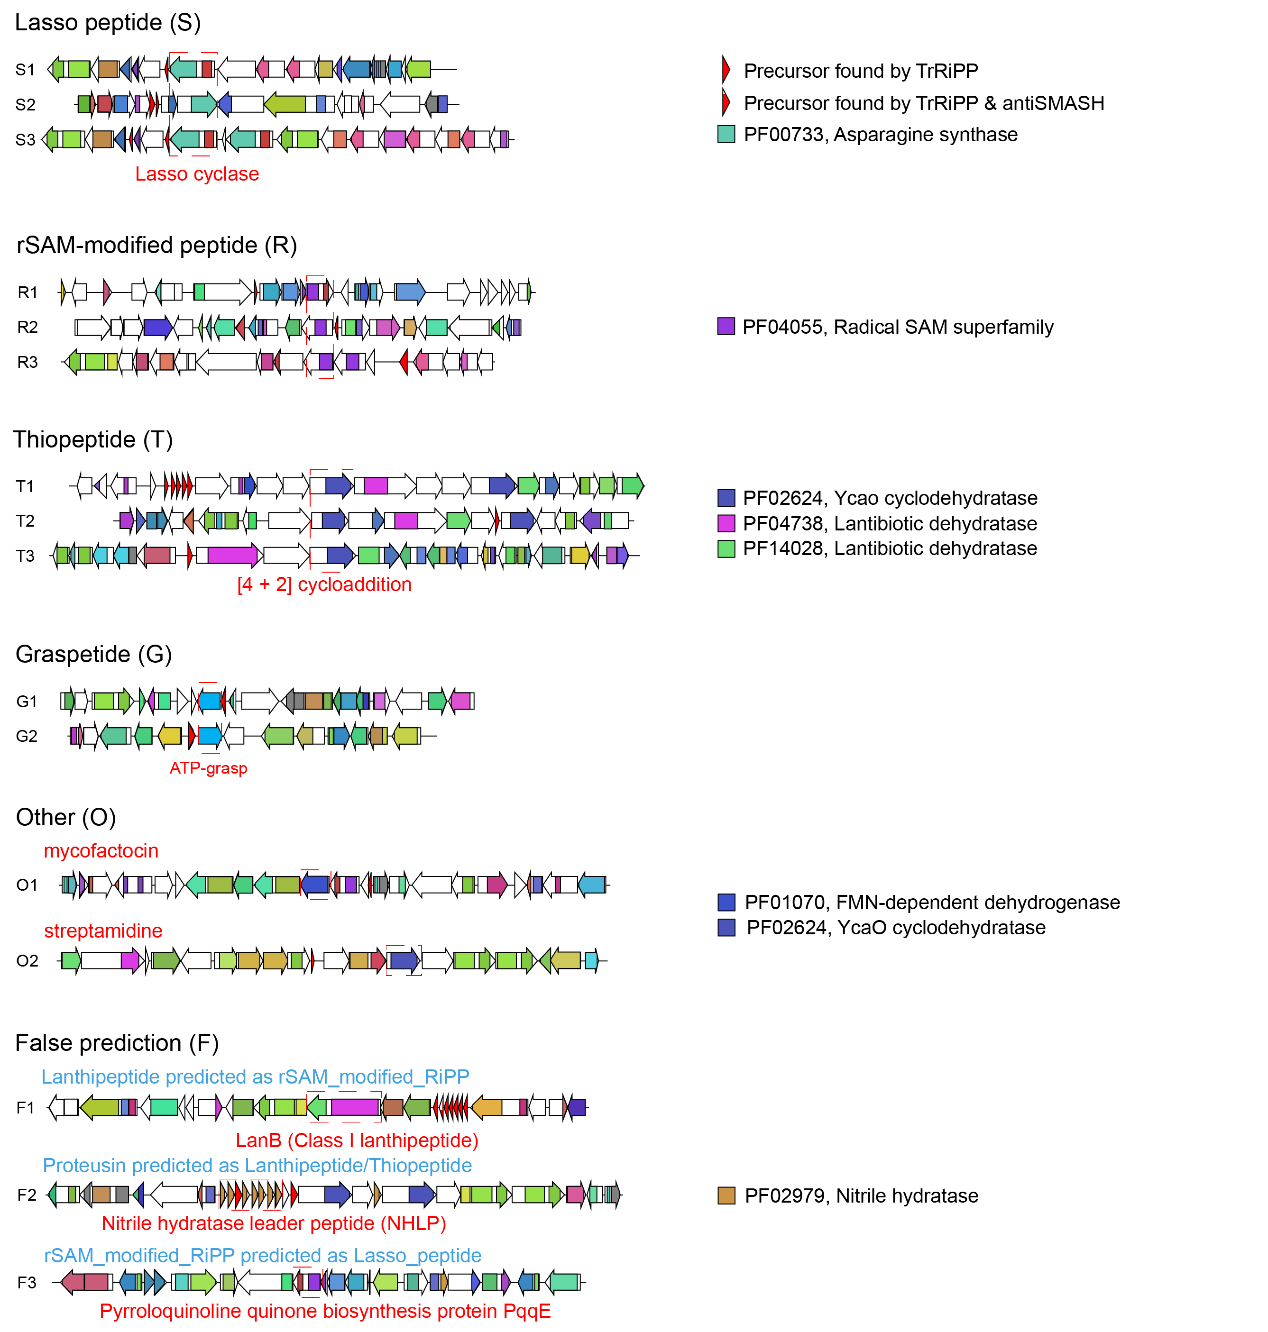 Lasso peptide (S)
S1
Precursor found by TrRiPP
S2
Precursor found by TrRiPP & antiSMASH
S3
PF00733, Asparagine synthase
Lasso cyclase
rSAM-modified peptide (R)
R1
R2
PF04055, Radical SAM superfamily
R3
Thiopeptide (T)
T1
PF02624, Ycao cyclodehydratase
T2
PF04738, Lantibiotic dehydratase
T3
PF14028, Lantibiotic dehydratase
[4 + 2] cycloaddition
Graspetide (G)
G1
G2
ATP-grasp
Other (O)
mycofactocin
O1
PF01070, FMN-dependent dehydrogenase
PF02624, YcaO cyclodehydratase
streptamidine
O2
False prediction (F)
Lanthipeptide predicted as rSAM_modified_RiPP
F1
LanB (Class I lanthipeptide)
Proteusin predicted as Lanthipeptide/Thiopeptide
F2
PF02979, Nitrile hydratase
Nitrile hydratase leader peptide (NHLP)
rSAM_modified_RiPP predicted as Lasso_peptide
F3
Pyrroloquinoline quinone biosynthesis protein PqqE